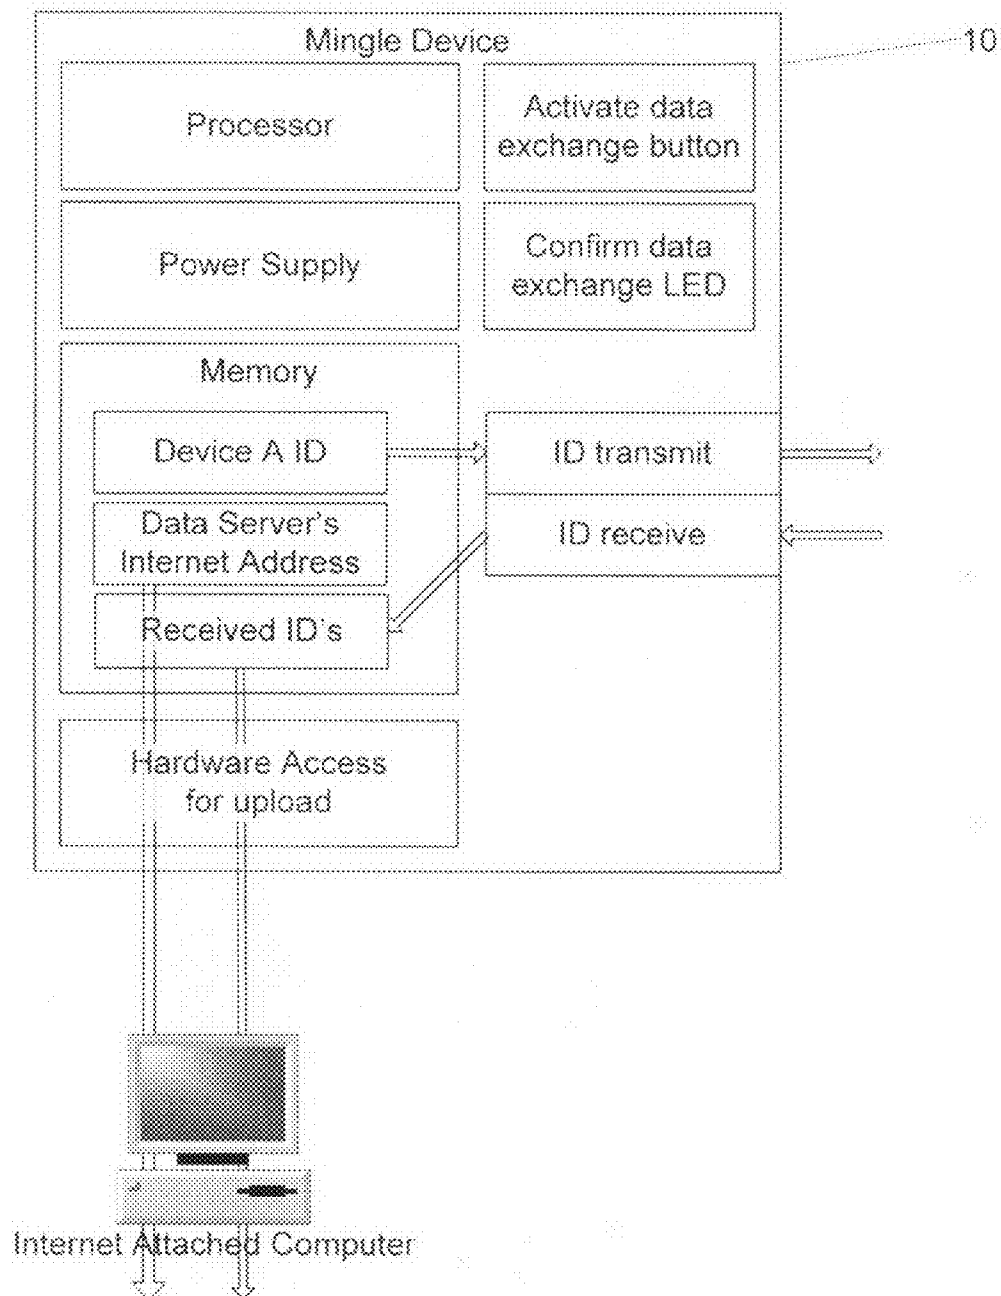 Mingle Device
10
Processor
Activate data
exchange button
Power Supply
Confirm data
exchange LED
Memory
Device A ID
ID transmit
Data Server's
Internet Address
ID receive
Received ID's
Hardware Access
for upload
Internet Attached Computer